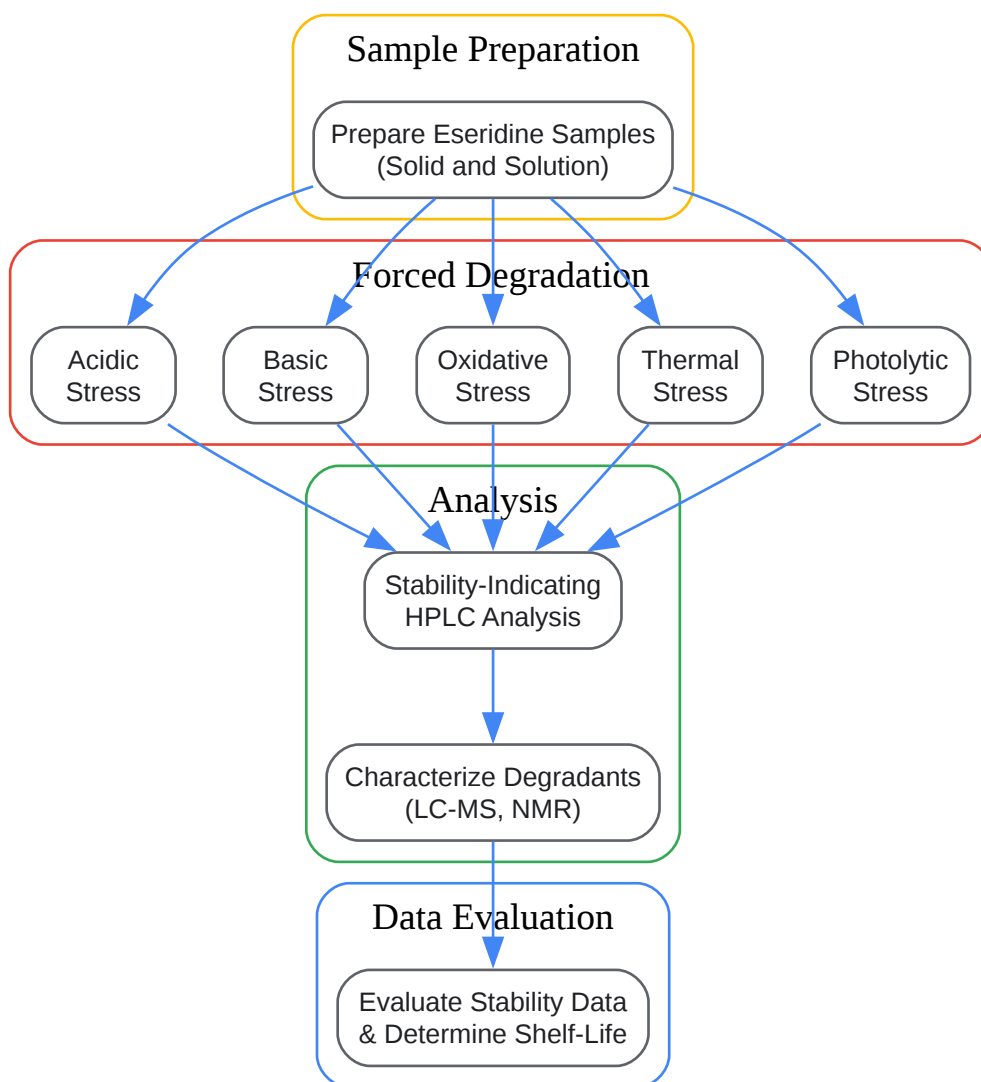 Sample Preparation
Prepare Eseridine Samples
(Solid and Solution)
Forced Degradation
Acidic
Stress
Basic
Stress
Oxidative
Stress
Thermal
Stress
Photolytic
Stress
Analysis
Stability-Indicating
HPLC Analysis
Characterize Degradants
(LC-MS, NMR)
Data Evaluation
Evaluate Stability Data
& Determine Shelf-Life